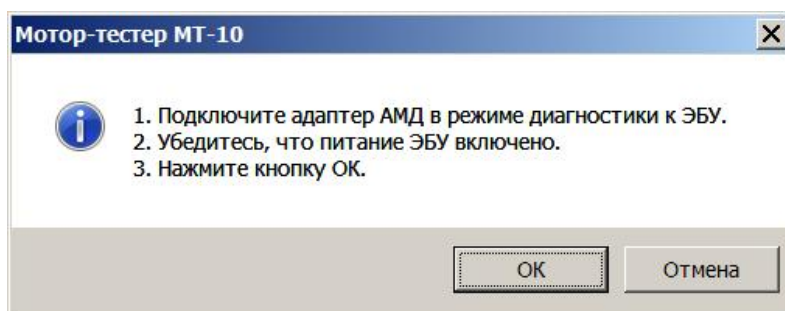 Мотор-тестер МТ-10
1. Подключите адаптер АМД в режиме диагностики к ЭБУ.
2. Убедитесь, что питание ЭБУ включено.
3. Нажмите кнопку ОК.
ОК
Отмена